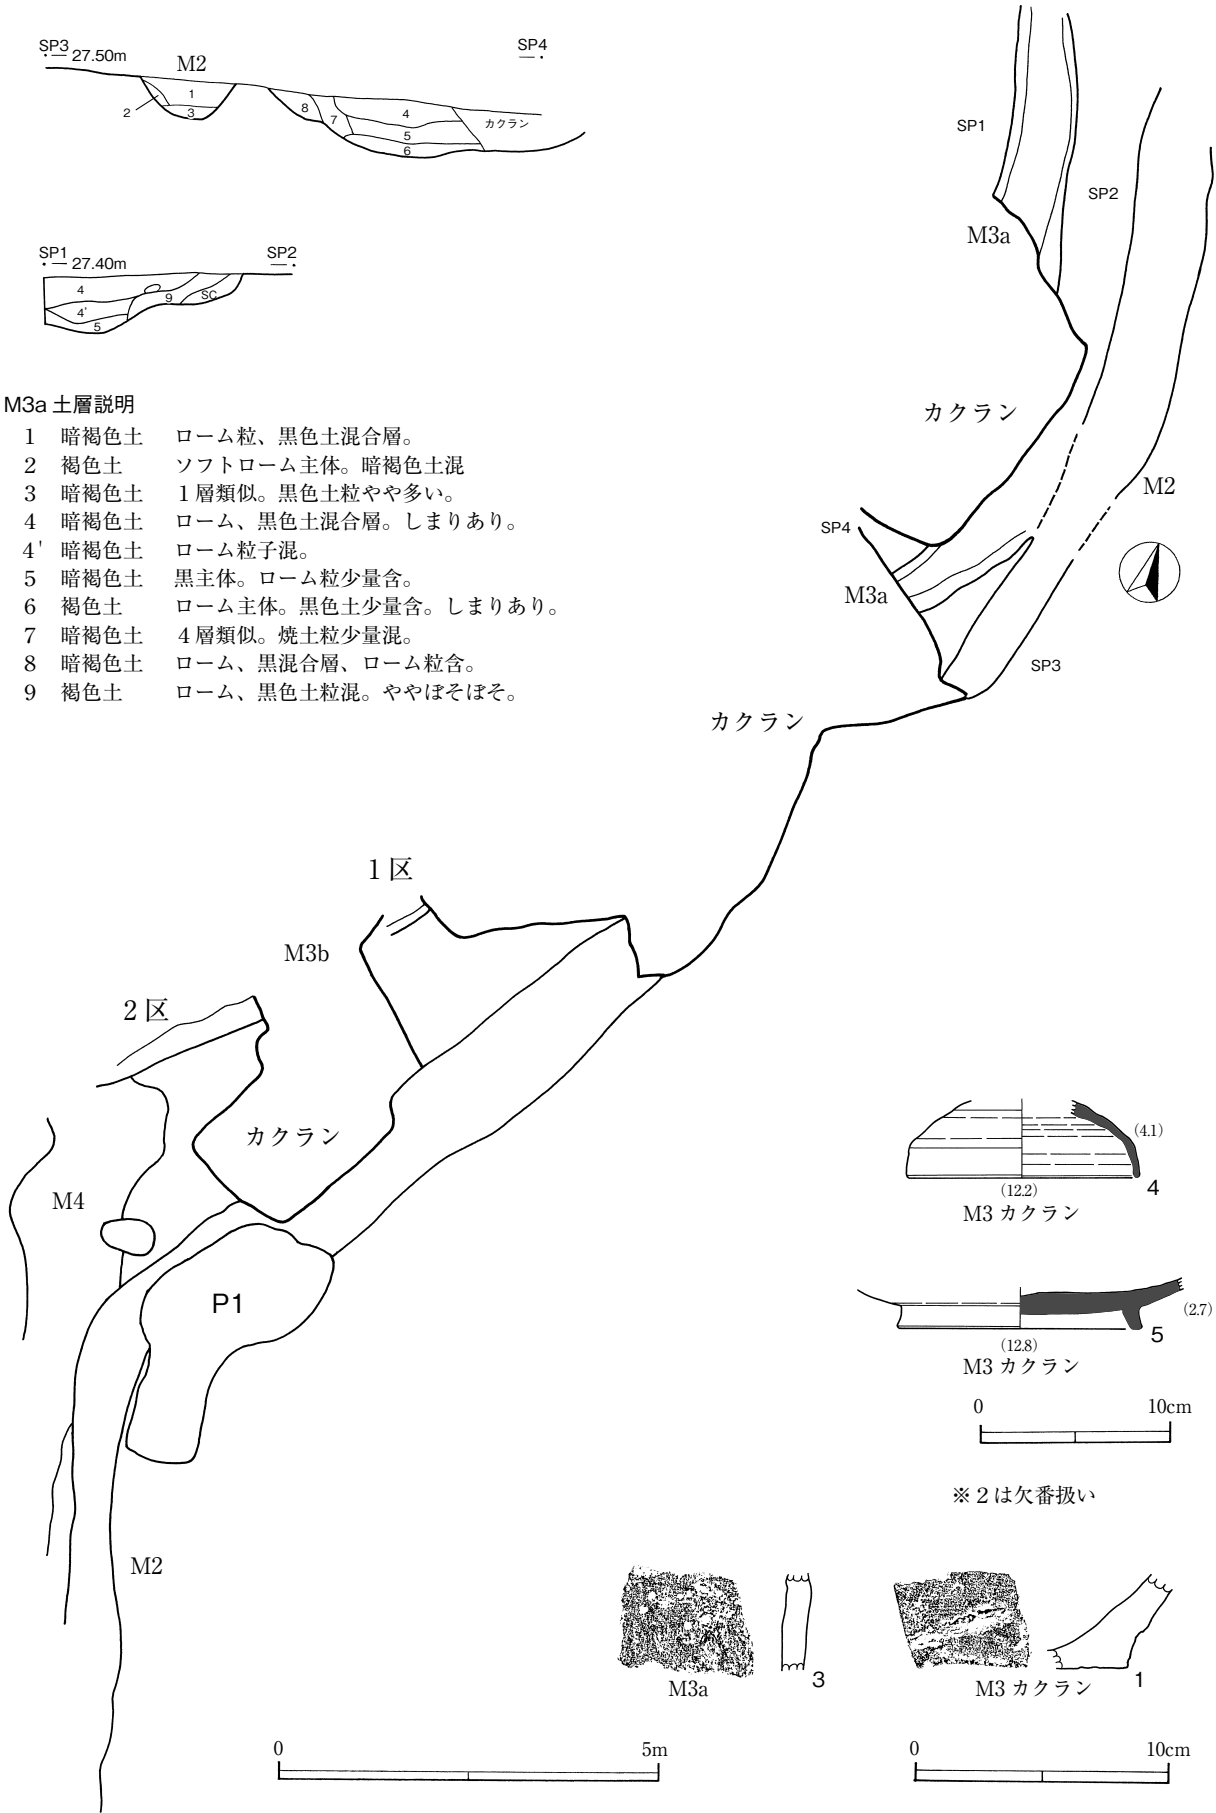 SP3
27.50m
M2
SP4
1
2
3
8
7
4
5
6
カクラン
SP1
27.40m
SP2
4
4'
5
9
SC
M3a 土層説明
1 暗褐色土 ローム粒、黒色土混合層。
2 褐色土 ソフトローム主体。暗褐色土混
3 暗褐色土 1層類似。黒色土粒やや多い。
4 暗褐色土 ローム、黒色土混合層。しまりあり。
4' 暗褐色土 ローム粒子混。
5 暗褐色土 黒主体。ローム粒少量含。
6 褐色土 ローム主体。黒色土少量含。しまりあり。
7 暗褐色土 4層類似。焼土粒少量混。
8 暗褐色土 ローム、黒混合層、ローム粒含。
9 褐色土 ローム、黒色土粒混。ややぼそぼそ。
SP1
SP2
M3a
カクラン
M2
SP4
M3a
SP3
カクラン
1区
M3b
2区
カクラン
M4
P1
M2
(4.1)
(12.2)
4
M3 カクラン
(2.7)
(12.8)
5
M3 カクラン
0 10cm
※2は欠番扱い
3
M3a
1
M3 カクラン
0 5m
0 10cm